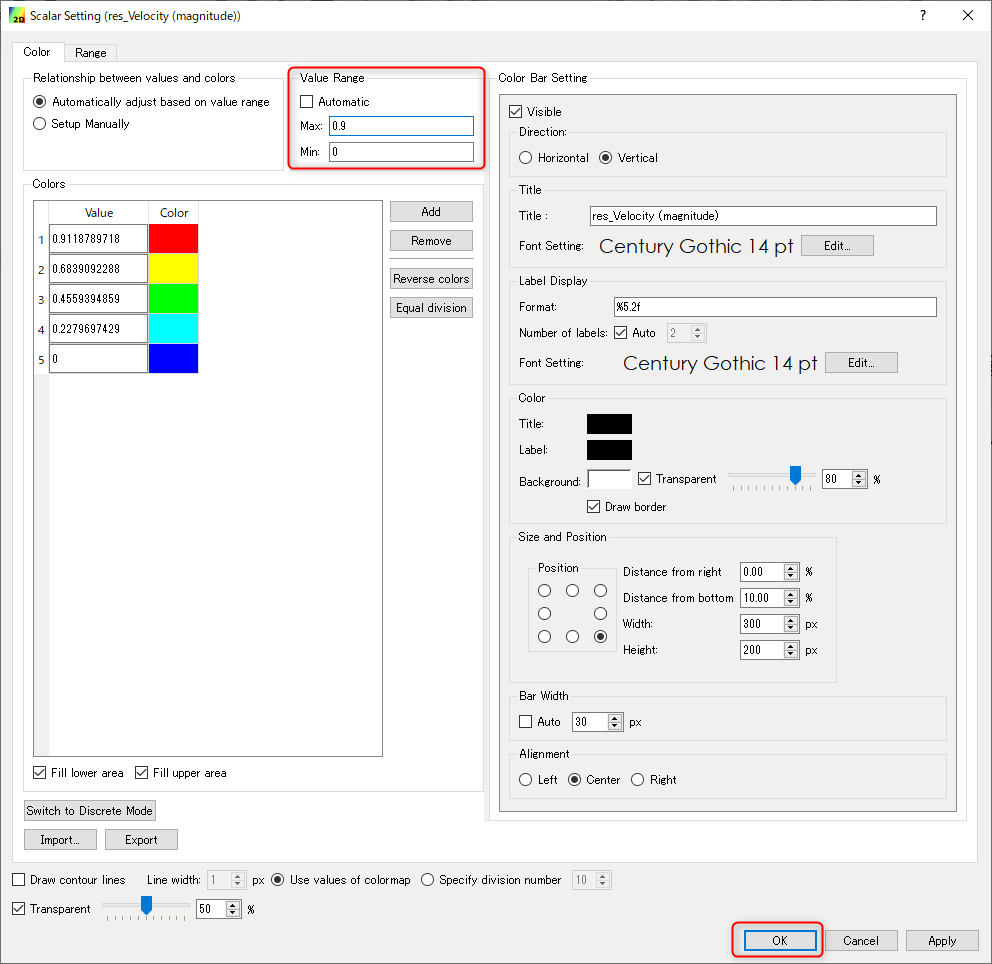 2D Scalar Setting (res_Velocity (magnitude)) ?
Color Range
Relationship between values and colors
Automatically adjust based on value range
Setup Manually
Value Range
Automatic
Max: 0.9
Min: 0
Colors
Value Color
1 0.9118789718
2 0.6839092288
3 0.4559394859
4 0.2279697429
5 0
Add
Remove
Reverse colors
Equal division
Fill lower area Fill upper area
Switch to Discrete Mode
Import... Export
Color Bar Setting
Visible
Direction:
Horizontal Vertical
Title
Title : res_Velocity (magnitude)
Font Setting: Century Gothic 14 pt Edit...
Label Display
Format: %5.2f
Number of labels: Auto 2
Font Setting: Century Gothic 14 pt Edit...
Color
Title:
Label:
Background: Transparent 80 %
Draw border
Size and Position
Position
Distance from right 0.00 %
Distance from bottom 10.00 %
Width: 300 px
Height: 200 px
Bar Width
Auto 30 px
Alignment
Left Center Right
Draw contour lines Line width: 1 px Use values of colormap Specify division number 10
Transparent 50 %
OK Cancel Apply